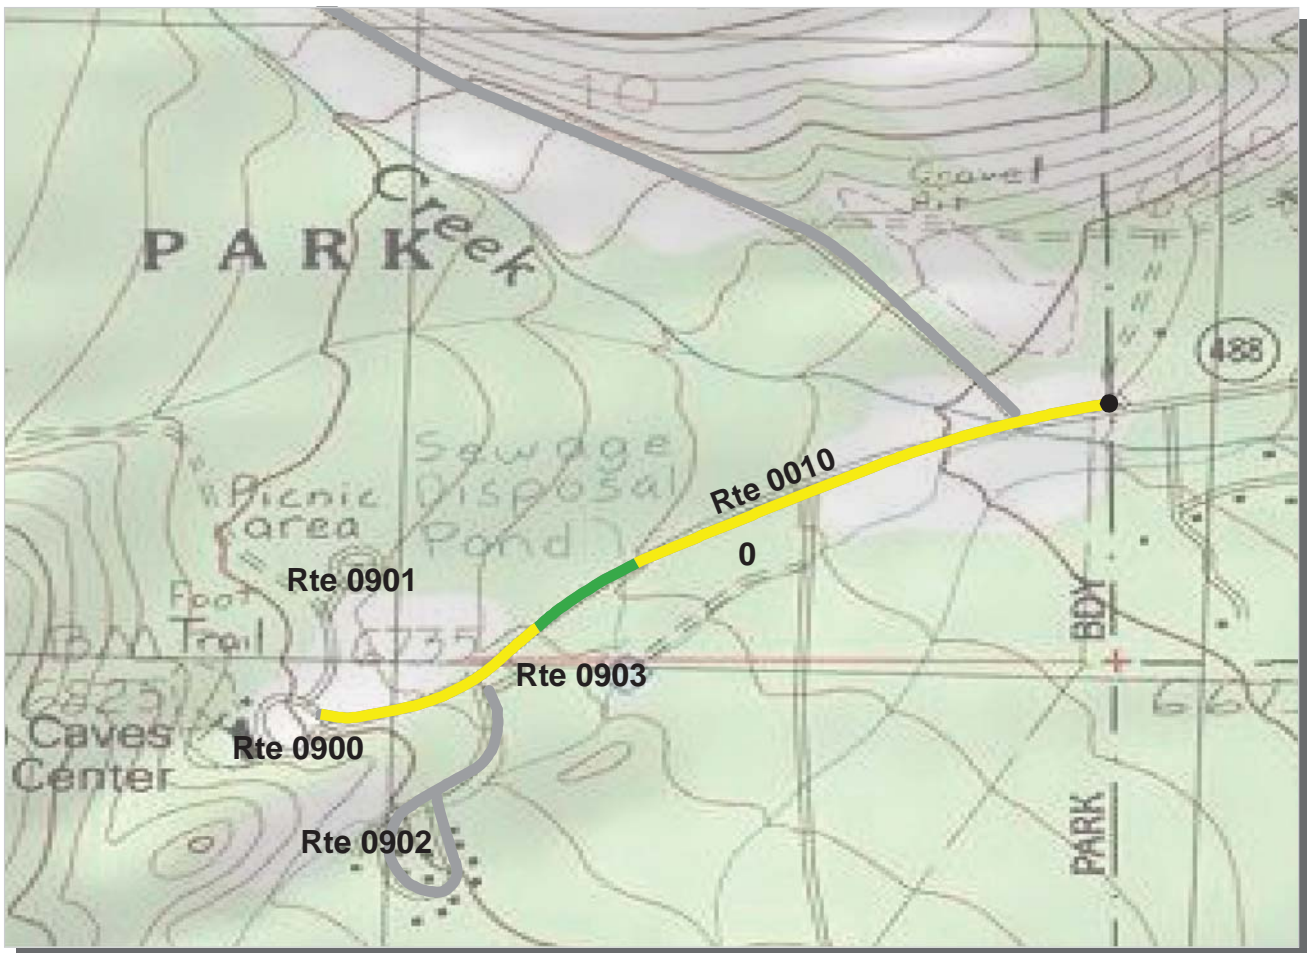 10
Gravel
Pit
Creek
PARK
488
Sewage
Disposal
Pond
Rte 0010
Picnic
area
0
Rte 0901
Foot
Trail
BM
6735
BDY
Rte 0903
6825
Caves
Center
Rte 0900
Rte 0902
PARK